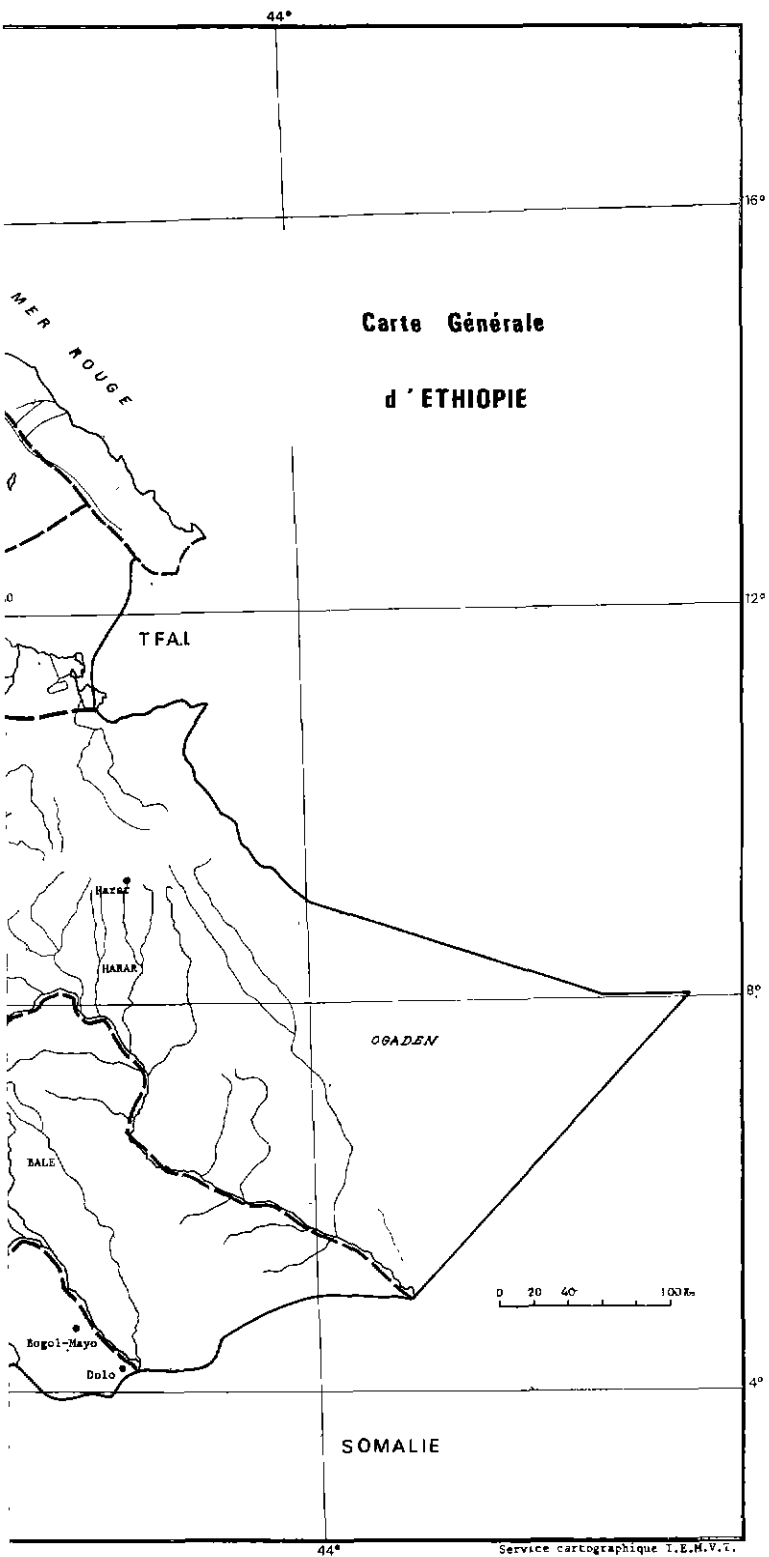 44°
16°
MER ROUGE
Carte Générale
d'ETHIOPIE
12°
T.F.A.I.
Harar
HARAR
8°
OGADEN
BALE
0 20 40 100 Km
Bogol-Mayo
Dolo
4°
SOMALIE
44°
Service cartographique I.E.M.V.T.